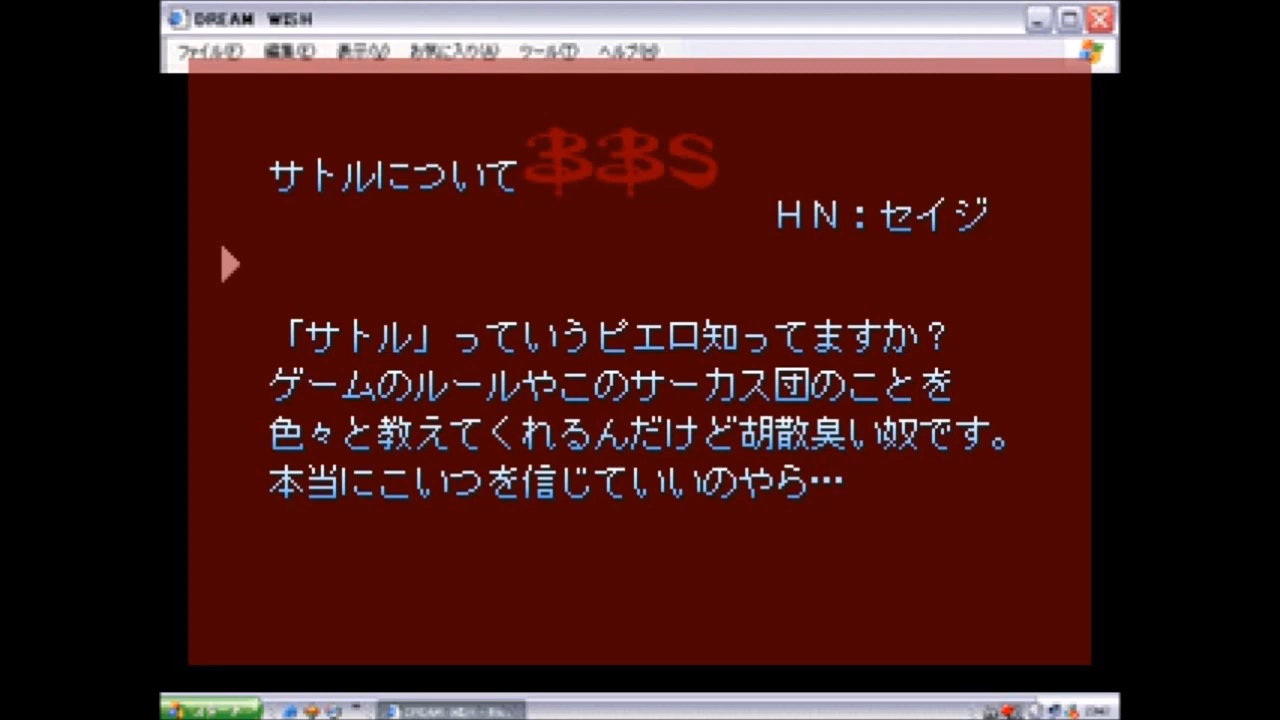 DREAM WISH
ファイル(F) 編集(E) 表示(V) お気に入り(A) ツール(T) ヘルプ(H)
BBS
サトルについて
HN:セイジ
「サトル」っていうピエロ知ってますか?
ゲームのルールやこのサーカス団のことを
色々と教えてくれるんだけど胡散臭い奴です。
本当にこいつを信じていいのやら…
スタート